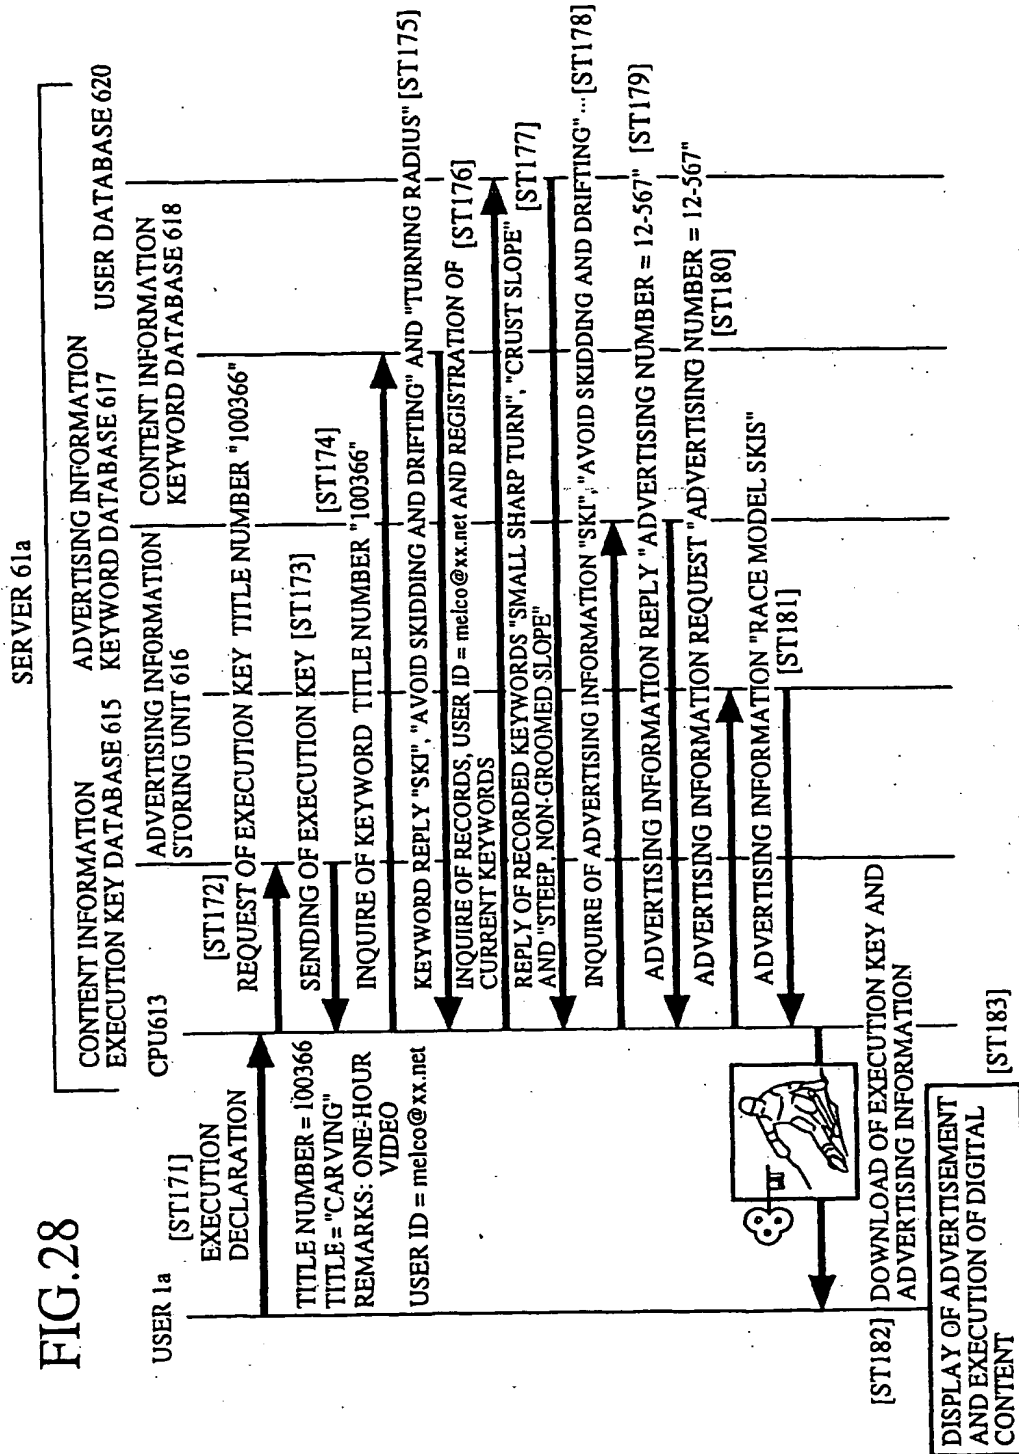 FIG.28
SERVER 61a
USER 1a
CPU613
CONTENT INFORMATION
EXECUTION KEY DATABASE 615
ADVERTISING INFORMATION
STORING UNIT 616
ADVERTISING INFORMATION
KEYWORD DATABASE 617
CONTENT INFORMATION
KEYWORD DATABASE 618
USER DATABASE 620
[ST171]
EXECUTION
DECLARATION
TITLE NUMBER = 100366
TITLE = "CARVING"
REMARKS: ONE-HOUR
VIDEO
USER ID = melco@xx.net
[ST172]
REQUEST OF EXECUTION KEY TITLE NUMBER "100366"
SENDING OF EXECUTION KEY [ST173]
[ST174]
INQUIRE OF KEYWORD TITLE NUMBER "100366"
KEYWORD REPLY "SKI", "AVOID SKIDDING AND DRIFTING" AND "TURNING RADIUS" [ST175]
INQUIRE OF RECORDS, USER ID = melco@xx.net AND REGISTRATION OF
CURRENT KEYWORDS
[ST176]
REPLY OF RECORDED KEYWORDS "SMALL SHARP TURN", "CRUST SLOPE"
AND "STEEP, NON-GROOMED SLOPE"
[ST177]
INQUIRE OF ADVERTISING INFORMATION "SKI", "AVOID SKIDDING AND DRIFTING"...[ST178]
ADVERTISING INFORMATION REPLY "ADVERTISING NUMBER = 12-567" [ST179]
ADVERTISING INFORMATION REQUEST "ADVERTISING NUMBER = 12-567"
[ST180]
ADVERTISING INFORMATION "RACE MODEL SKIS"
[ST181]
[ST182] DOWNLOAD OF EXECUTION KEY AND
ADVERTISING INFORMATION
[ST183]
DISPLAY OF ADVERTISEMENT
AND EXECUTION OF DIGITAL
CONTENT